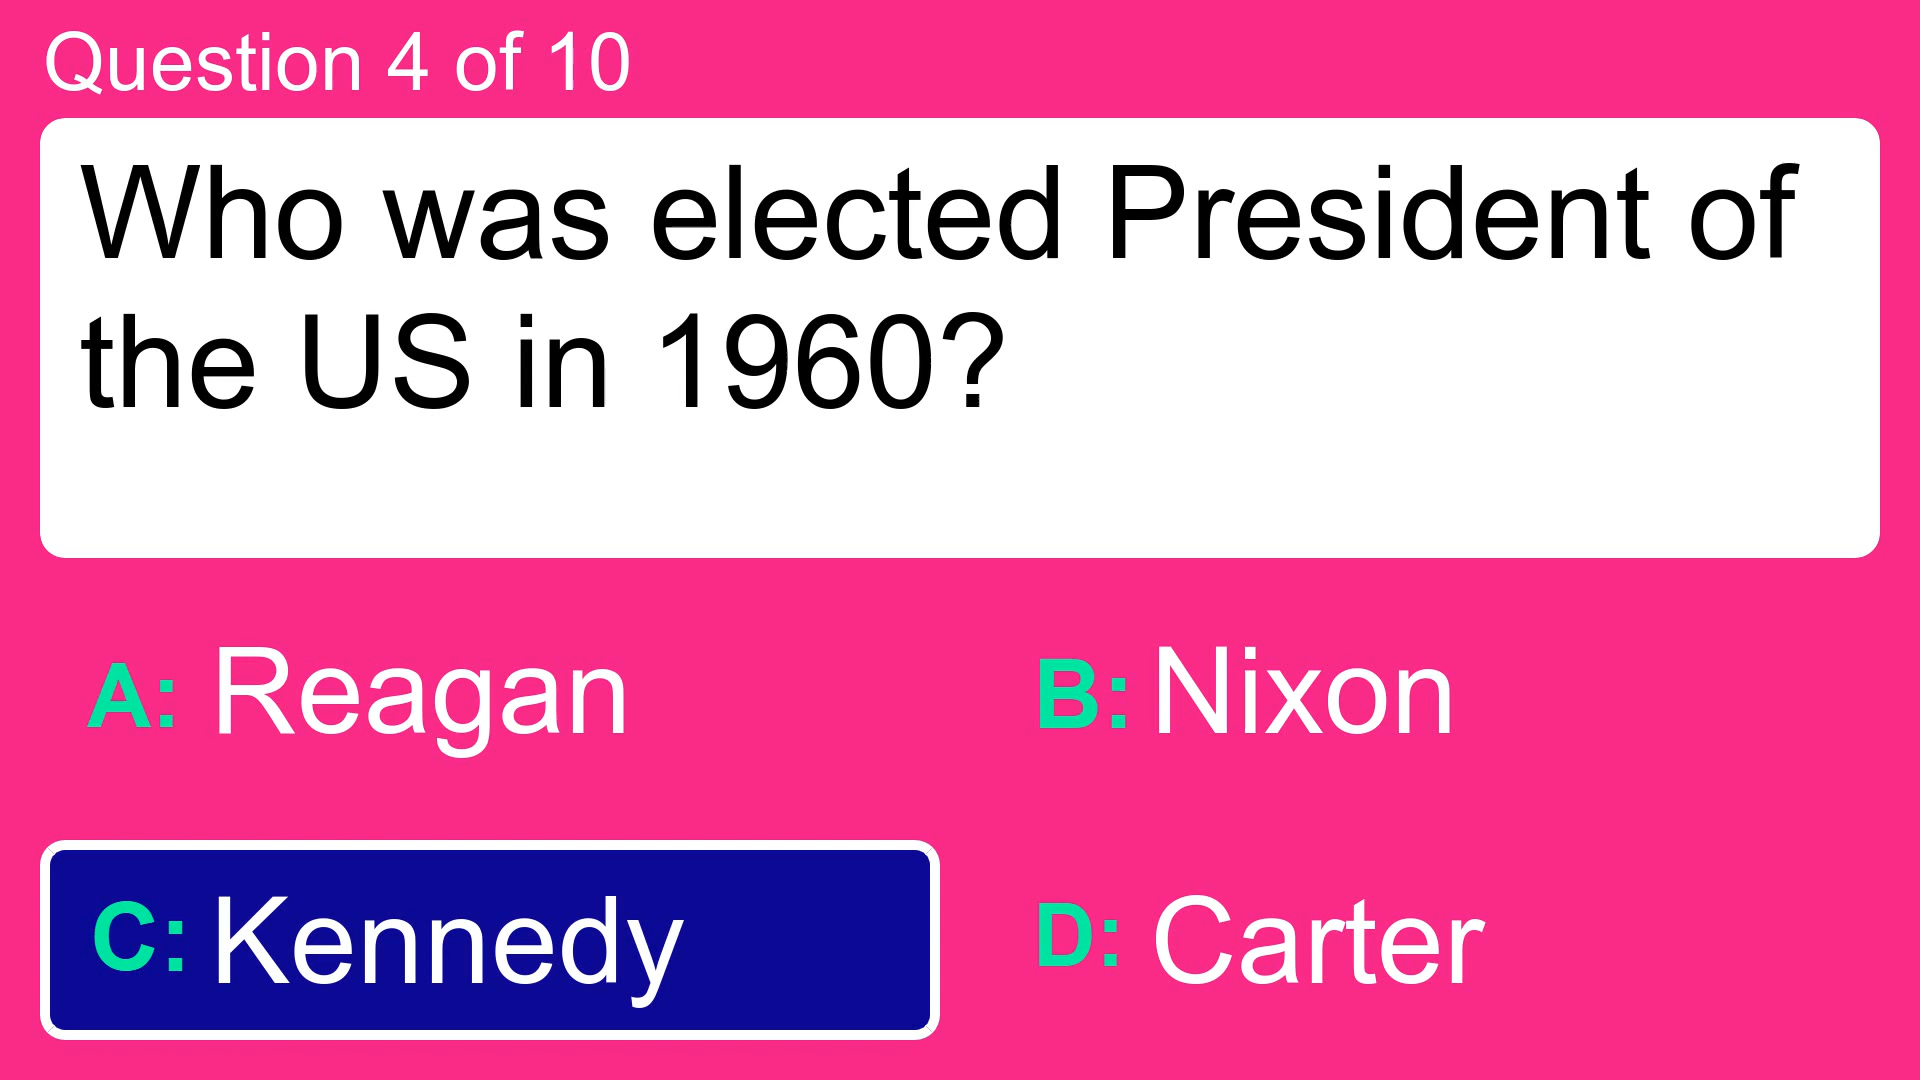 Question 4 of 10
Who was elected President of
the US in 1960?
A: Reagan
B: Nixon
C: Kennedy
D: Carter